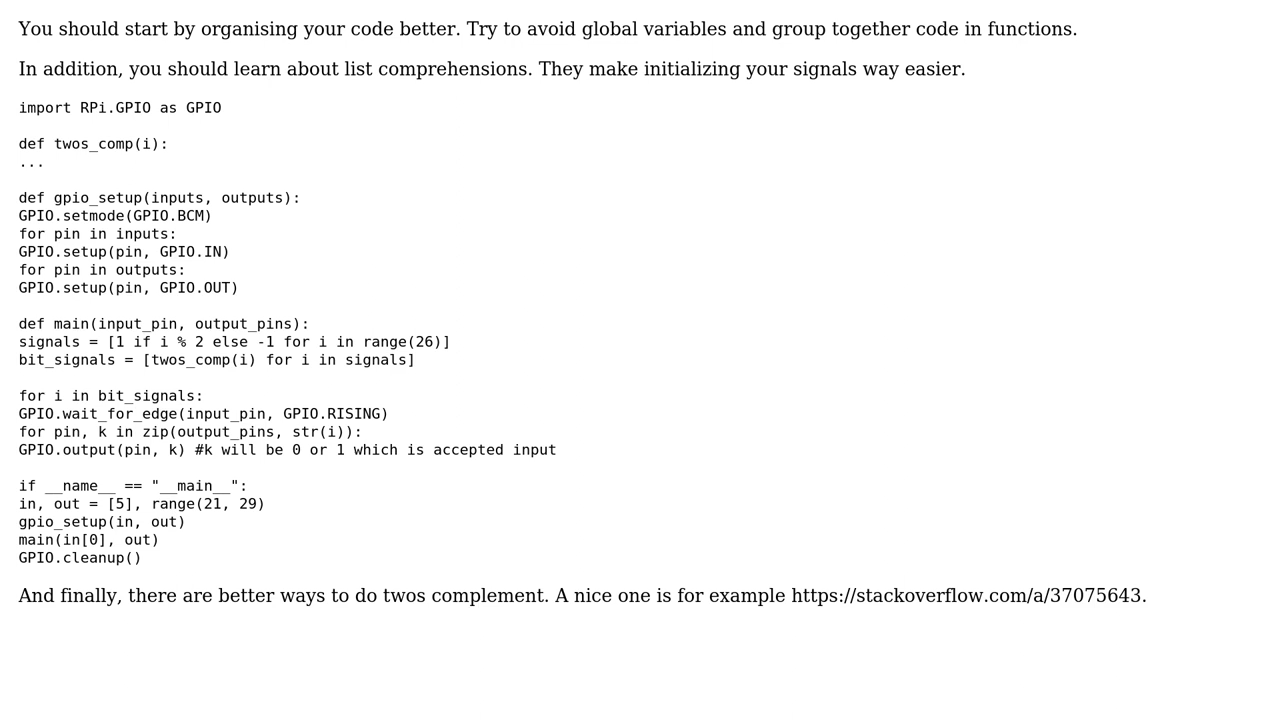 You should start by organising your code better. Try to avoid global variables and group together code in functions.
In addition, you should learn about list comprehensions. They make initializing your signals way easier.
import RPi.GPIO as GPIO
def twos_comp(i):
...
def gpio_setup(inputs, outputs):
GPIO.setmode(GPIO.BCM)
for pin in inputs:
GPIO.setup(pin, GPIO.IN)
for pin in outputs:
GPIO.setup(pin, GPIO.OUT)
def main(input_pin, output_pins):
signals = [1 if i % 2 else -1 for i in range(26)]
bit_signals = [twos_comp(i) for i in signals]
for i in bit_signals:
GPIO.wait_for_edge(input_pin, GPIO.RISING)
for pin, k in zip(output_pins, str(i)):
GPIO.output(pin, k) #k will be 0 or 1 which is accepted input
if __name__ == "__main__":
in, out = [5], range(21, 29)
gpio_setup(in, out)
main(in[0], out)
GPIO.cleanup()
And finally, there are better ways to do twos complement. A nice one is for example https://stackoverflow.com/a/37075643.